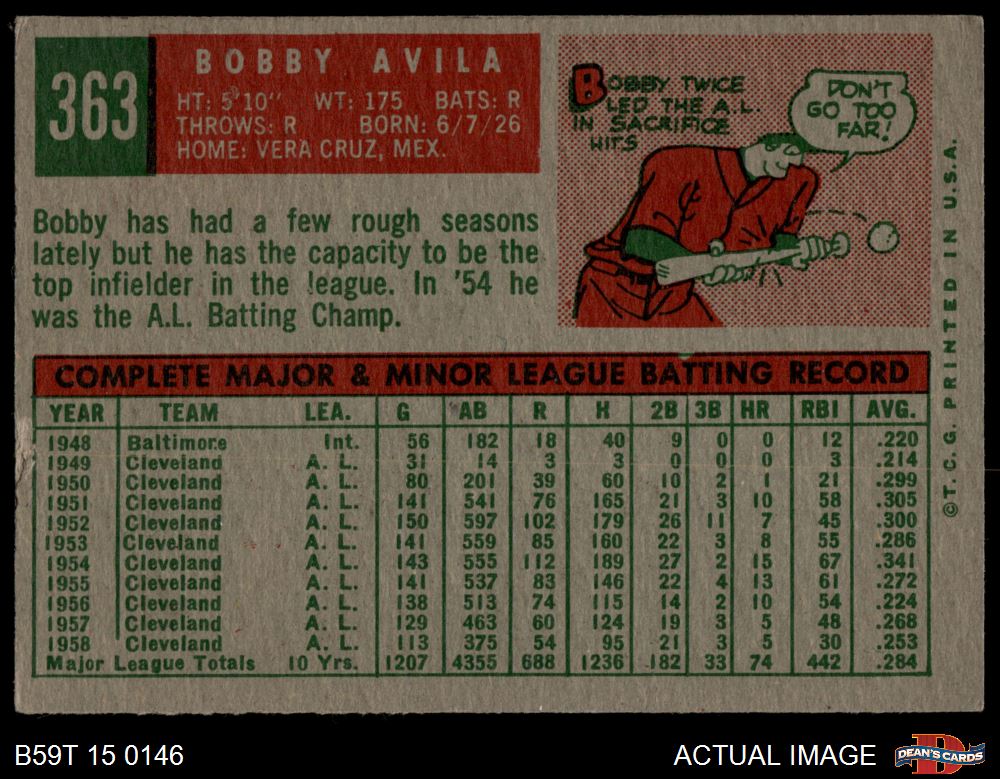 363
BOBBY AVILA
HT: 5'10" WT: 175 BATS: R
THROWS: R BORN: 6/7/26
HOME: VERA CRUZ, MEX.
Bobby has had a few rough seasons
lately but he has the capacity to be the
top infielder in the league. In '54 he
was the A.L. Batting Champ.
BOBBY TWICE
LED THE A.L.
IN SACRIFICE
HITS
DON'T
GO TOO
FAR!
COMPLETE MAJOR & MINOR LEAGUE BATTING RECORD
YEAR TEAM LEA. G AB R H 2B 3B HR RBI AVG.
1948 Baltimore Int. 56 182 18 40 9 0 0 12 .220
1949 Cleveland A. L. 31 14 3 3 0 0 0 3 .214
1950 Cleveland A. L. 80 201 39 60 10 2 1 21 .299
1951 Cleveland A. L. 141 541 76 165 21 3 10 58 .305
1952 Cleveland A. L. 150 597 102 179 26 11 7 45 .300
1953 Cleveland A. L. 141 559 85 160 22 3 8 55 .286
1954 Cleveland A. L. 143 555 112 189 27 2 15 67 .341
1955 Cleveland A. L. 141 537 83 146 22 4 13 61 .272
1956 Cleveland A. L. 138 513 74 115 14 2 10 54 .224
1957 Cleveland A. L. 129 463 60 124 19 3 5 48 .268
1958 Cleveland A. L. 113 375 54 95 21 3 5 30 .253
Major League Totals 10 Yrs. 1207 4355 688 1236 182 33 74 442 .284
©T.C.G. PRINTED IN U.S.A.
B59T 15 0146
ACTUAL IMAGE
DEAN'S CARDS